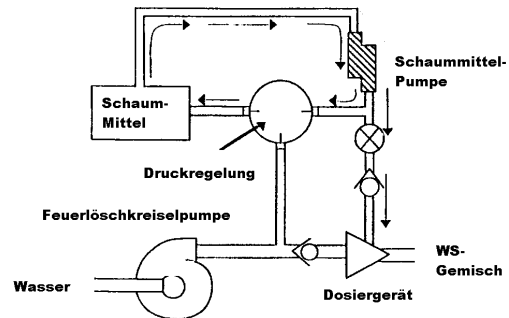 Schaum-
Mittel
Schaummittel-
Pumpe
Druckregelung
Feuerlöschkreiselpumpe
Wasser
WS-
Gemisch
Dosiergerät